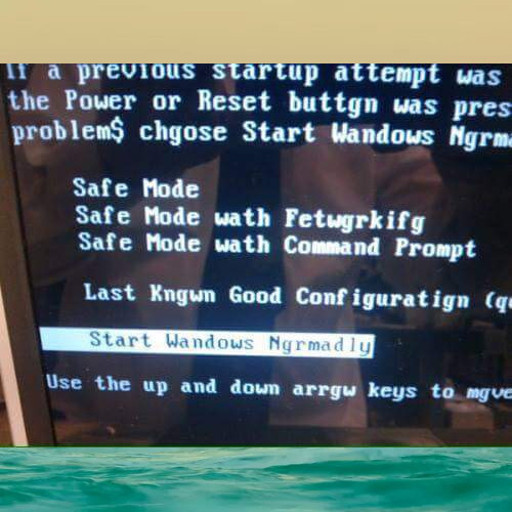 If a previous startup attempt was
the Power or Reset buttgn was pres
problem$ chgose Start Wandows Ngrma
Safe Mode
Safe Mode wath Fetwgrkifg
Safe Mode wath Command Prompt
Last Kngwn Good Configuratign (qu
Start Wandows Ngrmadly
Use the up and down arrgw keys to mgve